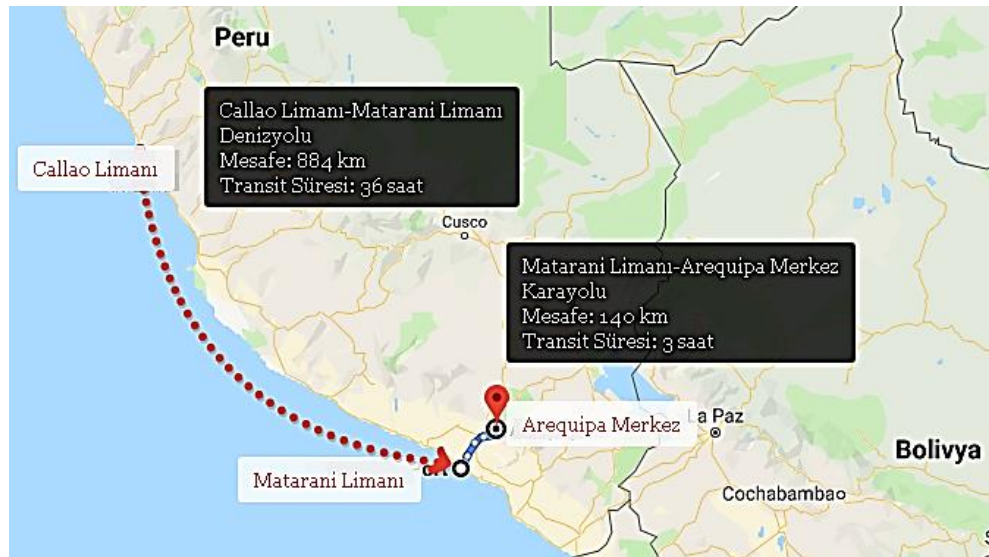 Peru
Callao Limanı-Matarani Limanı
Denizyolu
Mesafe: 884 km
Transit Süresi: 36 saat
Callao Limanı
Cusco
Matarani Limanı-Arequipa Merkez
Karayolu
Mesafe: 140 km
Transit Süresi: 3 saat
Arequipa Merkez
La Paz
Bolivya
Matarani Limanı
Cochabamba